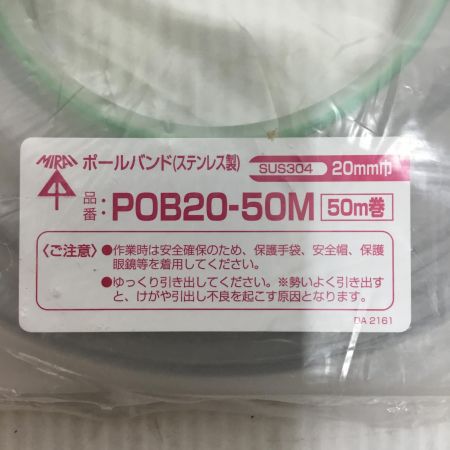 MIRAI ポールバンド(ステンレス製) SUS304 20mm巾
品番: POB20-50M 50m巻
〈ご注意〉 ●作業時は安全確保のため、保護手袋、安全帽、保護
眼鏡等を着用してください。
●ゆっくり引き出してください。※勢いよく引き出す
と、けがや引出し不良を起こす原因となります。
DA 2161